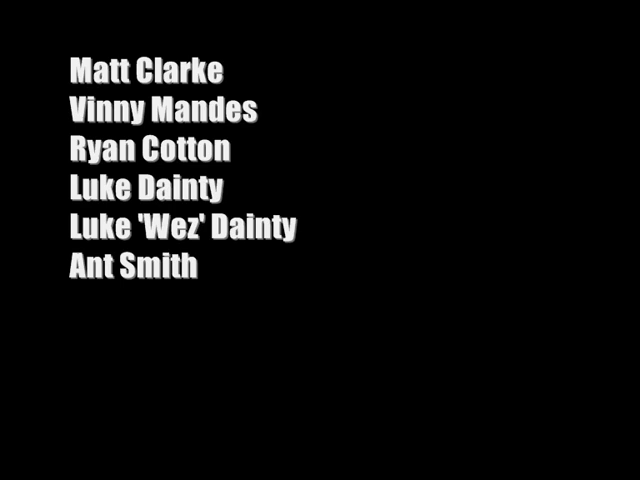 Matt Clarke
Vinny Mandes
Ryan Cotton
Luke Dainty
Luke 'Wez' Dainty
Ant Smith